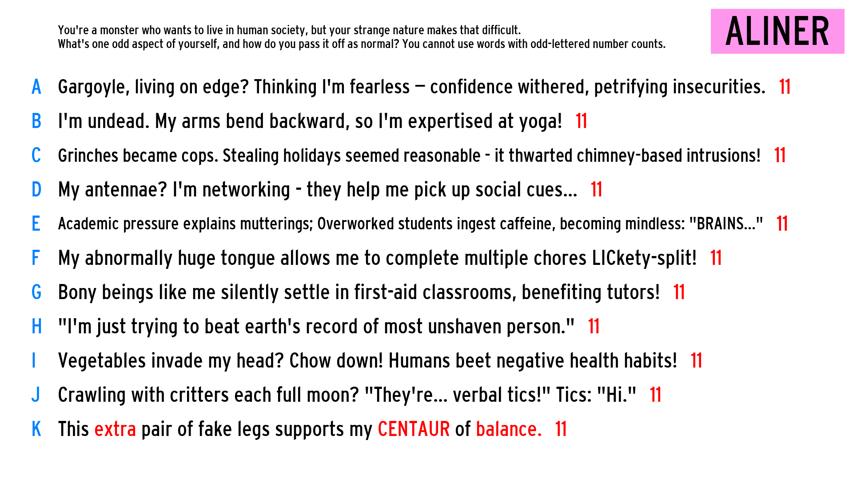 You're a monster who wants to live in human society, but your strange nature makes that difficult.
What's one odd aspect of yourself, and how do you pass it off as normal? You cannot use words with odd-lettered number counts.
ALINER
A Gargoyle, living on edge? Thinking I'm fearless – confidence withered, petrifying insecurities. 11
B I'm undead. My arms bend backward, so I'm expertised at yoga! 11
C Grinches became cops. Stealing holidays seemed reasonable - it thwarted chimney-based intrusions! 11
D My antennae? I'm networking - they help me pick up social cues... 11
E Academic pressure explains mutterings; Overworked students ingest caffeine, becoming mindless: "BRAINS..." 11
F My abnormally huge tongue allows me to complete multiple chores LICkety-split! 11
G Bony beings like me silently settle in first-aid classrooms, benefiting tutors! 11
H "I'm just trying to beat earth's record of most unshaven person." 11
I Vegetables invade my head? Chow down! Humans beet negative health habits! 11
J Crawling with critters each full moon? "They're... verbal tics!" Tics: "Hi." 11
K This extra pair of fake legs supports my CENTAUR of balance. 11